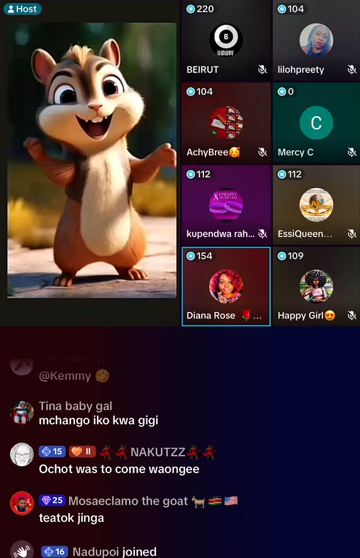 Host
220
BEIRUT
104
lilohpreety
104
AchyBree🥰
0
C
Mercy C
112
kupendwa rah...
112
EssiQueen...
154
Diana Rose 🌹...
109
Happy Girl😍
@Kemmy 🤣
Tina baby gal
mchango iko kwa gigi
15 II 💃💃 NAKUTZZ💃💃
Ochot was to come waongee
25 Mosaeclamo the goat 🐐🇰🇪🇺🇸
teatok jinga
16 Nadupoi joined